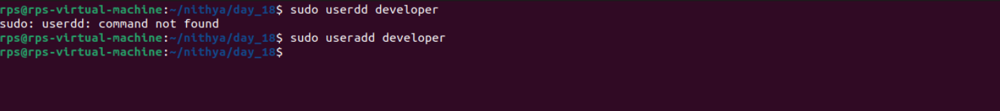 rps@rps-virtual-machine:~/nithya/day_18$ sudo userdd developer
sudo: userdd: command not found
rps@rps-virtual-machine:~/nithya/day_18$ sudo useradd developer
rps@rps-virtual-machine:~/nithya/day_18$